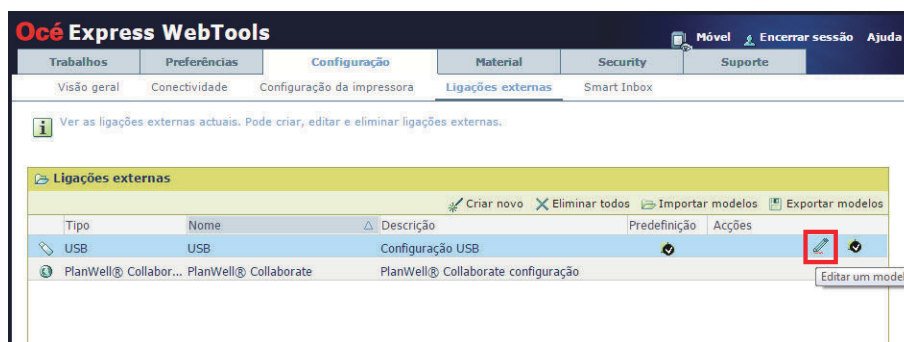 Océ Express WebTools
Móvel Encerrar sessão Ajuda
Trabalhos Preferências Configuração Material Security Suporte
Visão geral Conectividade Configuração da impressora Ligações externas Smart Inbox
Ver as ligações externas actuais. Pode criar, editar e eliminar ligações externas.
Ligações externas
Criar novo Eliminar todos Importar modelos Exportar modelos
Tipo Nome Descrição Predefinição Acções
USB USB Configuração USB
PlanWell® Collabor... PlanWell® Collaborate PlanWell® Collaborate configuração
Editar um model